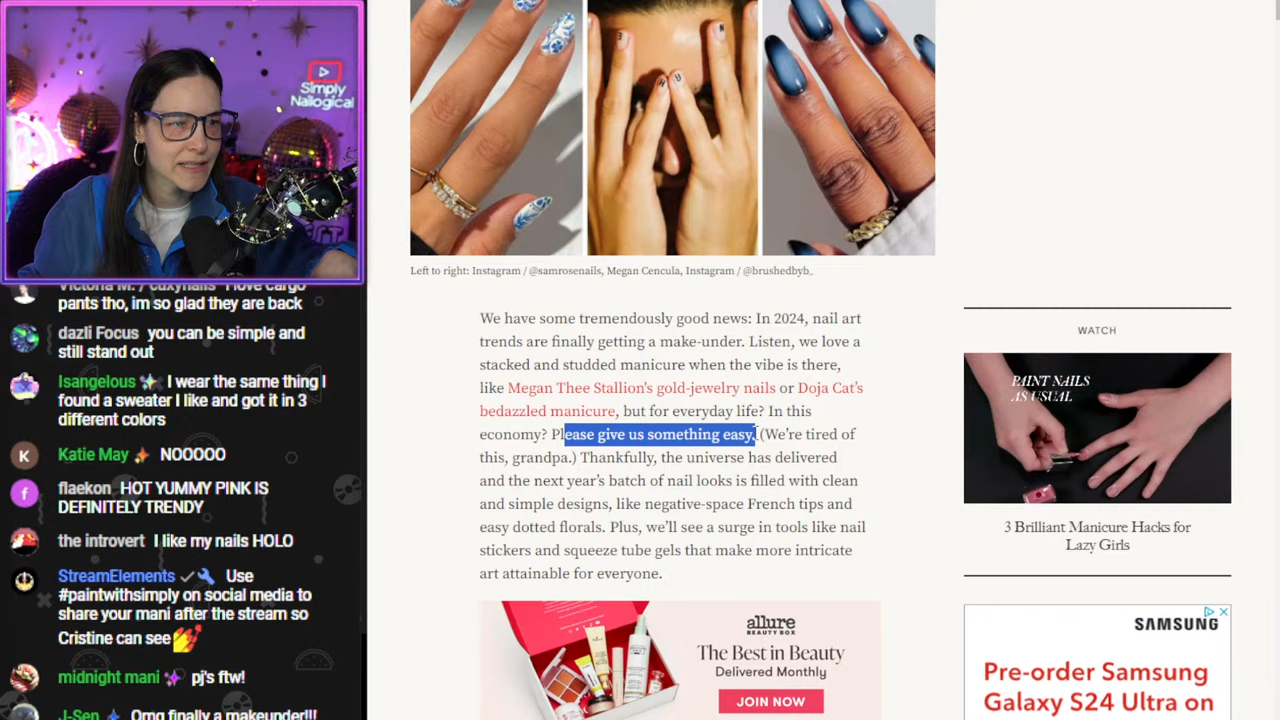 Simply
Nailogical
Victoria M. / cuxynails I love cargo
pants tho, im so glad they are back
dazli Focus you can be simple and
still stand out
Isangelous I wear the same thing I
found a sweater I like and got it in 3
different colors
K
Katie May NOOOOO
f
flaekon HOT YUMMY PINK IS
DEFINITELY TRENDY
the introvert I like my nails HOLO
StreamElements Use
#paintwithsimply on social media to
share your mani after the stream so
Cristine can see
midnight mani pj's ftw!
J-Sen Omg finally a makeunder!!!
Left to right: Instagram / @samrosenails, Megan Cencula, Instagram / @brushedbyb_
We have some tremendously good news: In 2024, nail art
trends are finally getting a make-under. Listen, we love a
stacked and studded manicure when the vibe is there,
like Megan Thee Stallion's gold-jewelry nails or Doja Cat's
bedazzled manicure, but for everyday life? In this
economy? Please give us something easy. (We're tired of
this, grandpa.) Thankfully, the universe has delivered
and the next year's batch of nail looks is filled with clean
and simple designs, like negative-space French tips and
easy dotted florals. Plus, we'll see a surge in tools like nail
stickers and squeeze tube gels that make more intricate
art attainable for everyone.
allure
BEAUTY BOX
The Best in Beauty
Delivered Monthly
JOIN NOW
WATCH
PAINT NAILS
AS USUAL
3 Brilliant Manicure Hacks for
Lazy Girls
SAMSUNG
Pre-order Samsung
Galaxy S24 Ultra on